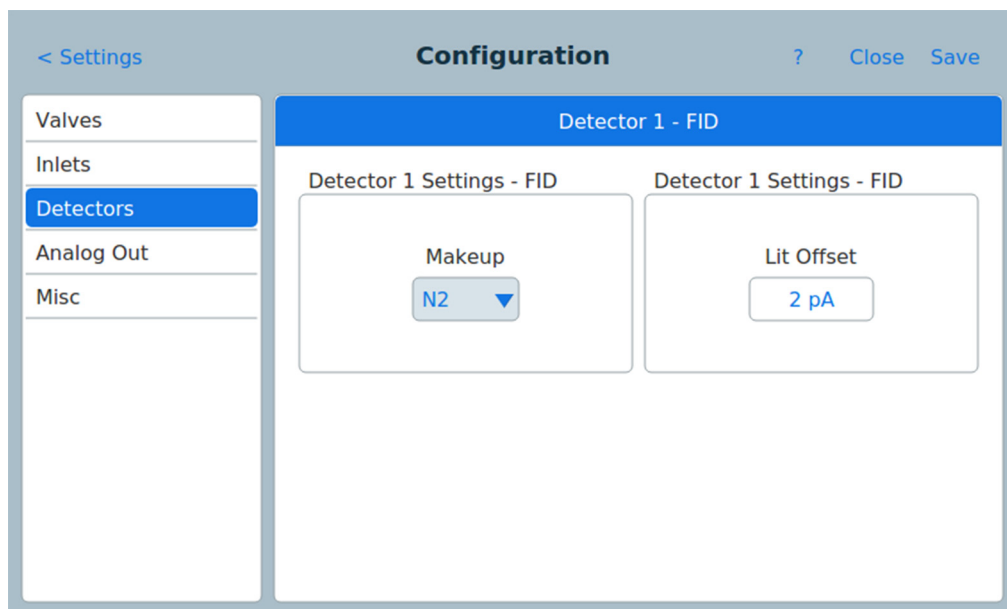 < Settings Configuration ? Close Save
Valves
Inlets
Detectors
Analog Out
Misc
Detector 1 - FID
Detector 1 Settings - FID
Makeup
N2
Detector 1 Settings - FID
Lit Offset
2 pA